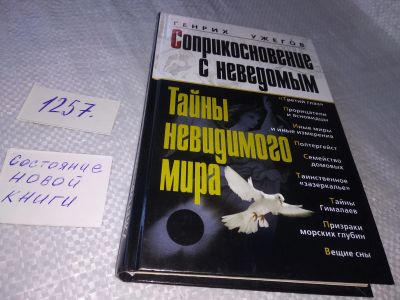 ГЕНРИХ УЖЕГОВ
Соприкосновение
с неведомым
Тайны
невидимого
мира
«Третий глаз»
Прорицатели
и ясновидцы
Иные миры
и иные измерения
Полтергейст
Семейство
домовых
Таинственное
«зазеркалье»
Тайны
Гималаев
Призраки
морских глубин
Вещие сны
1257.
состояние
новой
книги